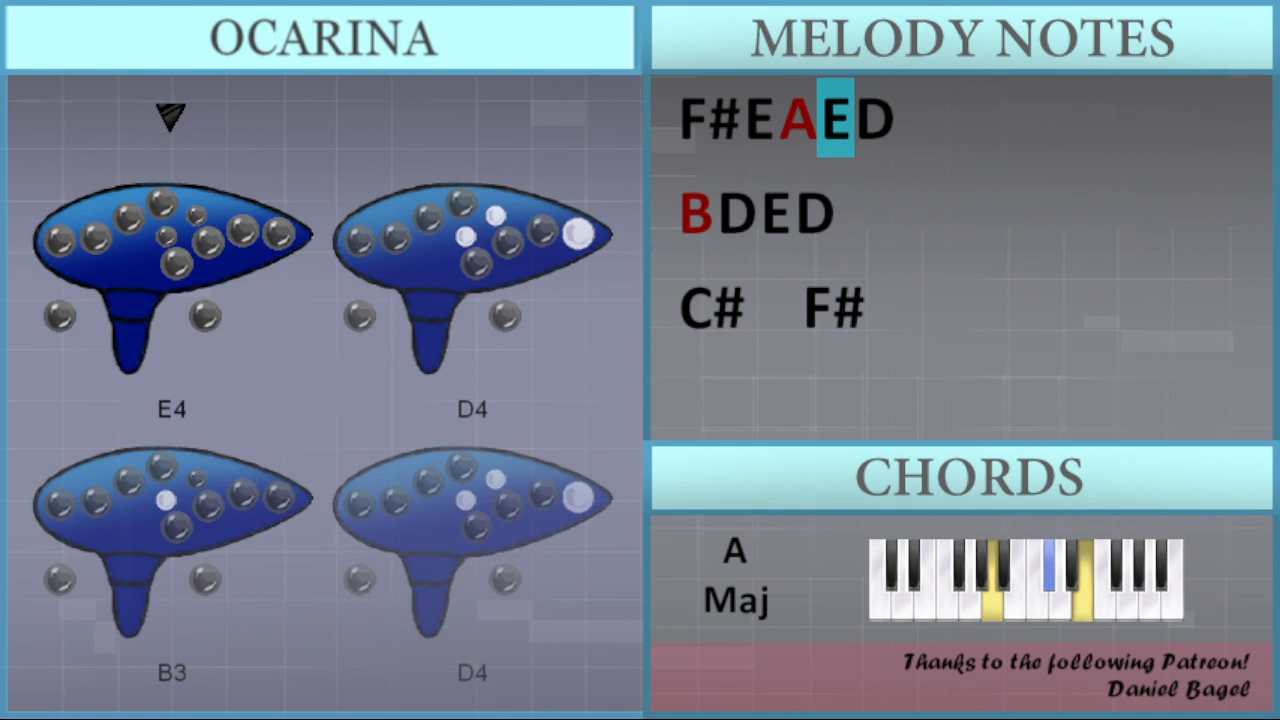 OCARINA
E4
D4
B3
D4
MELODY NOTES
F#EAED
BDED
C# F#
CHORDS
A
Maj
Thanks to the following Patreon!
Daniel Bagel